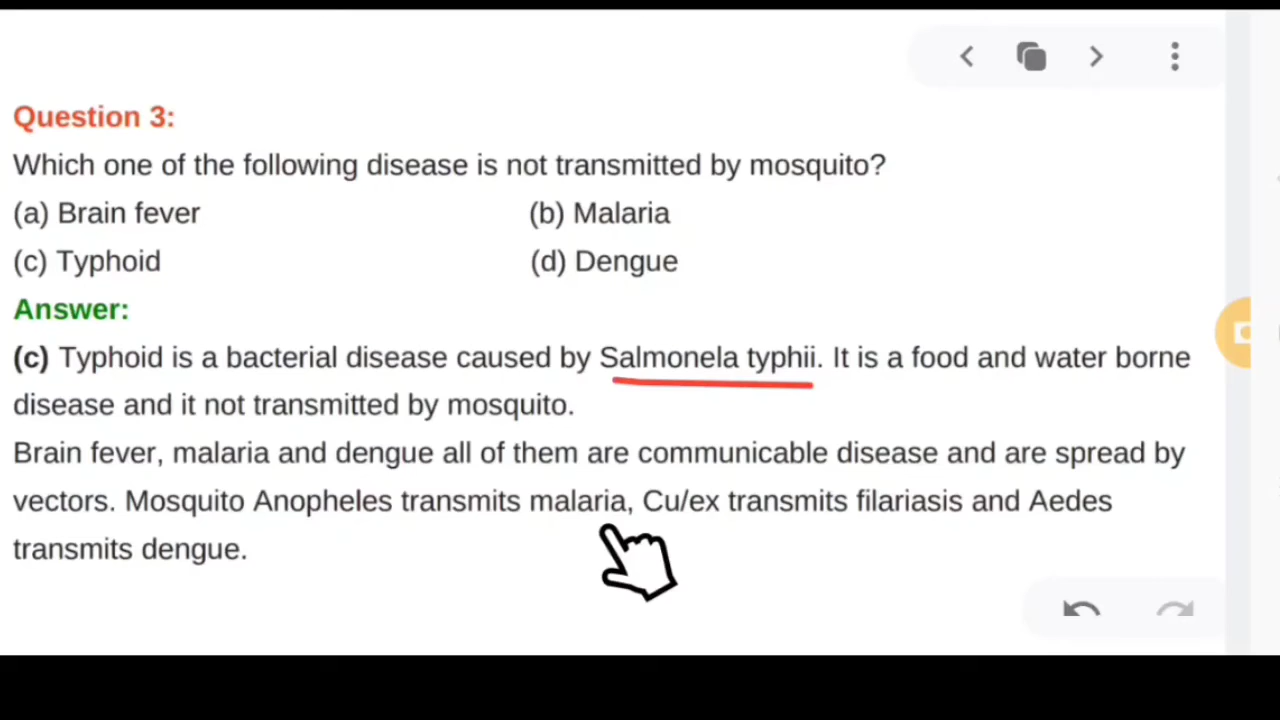 Question 3:
Which one of the following disease is not transmitted by mosquito?
(a) Brain fever (b) Malaria
(c) Typhoid (d) Dengue
Answer:
(c) Typhoid is a bacterial disease caused by Salmonela typhii. It is a food and water borne
disease and it not transmitted by mosquito.
Brain fever, malaria and dengue all of them are communicable disease and are spread by
vectors. Mosquito Anopheles transmits malaria, Cu/ex transmits filariasis and Aedes
transmits dengue.